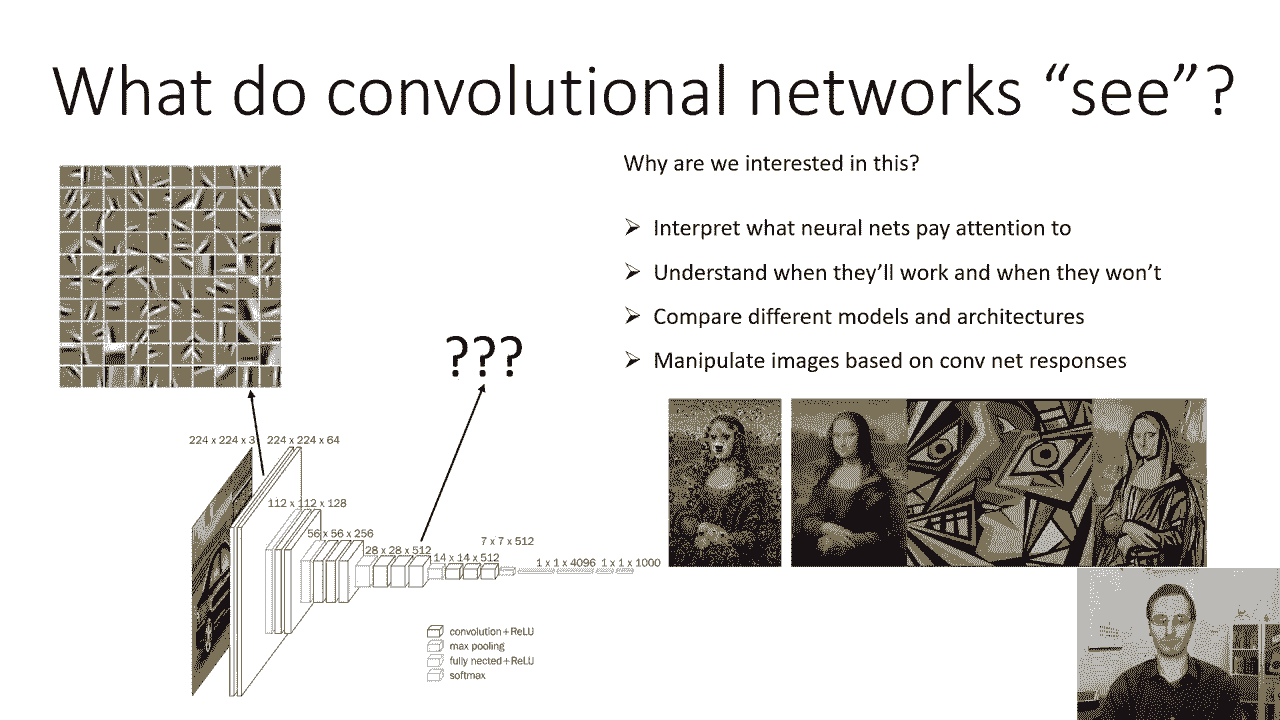 What do convolutional networks “see”?
Why are we interested in this?
➢ Interpret what neural nets pay attention to
➢ Understand when they’ll work and when they won’t
➢ Compare different models and architectures
➢ Manipulate images based on conv net responses
???
224 x 224 x 3 224 x 224 x 64
112 x 112 x 128
56 x 56 x 256
28 x 28 x 512
14 x 14 x 512
7 x 7 x 512
1 x 1 x 4096 1 x 1 x 1000
convolution+ReLU
max pooling
fully nected+ReLU
softmax